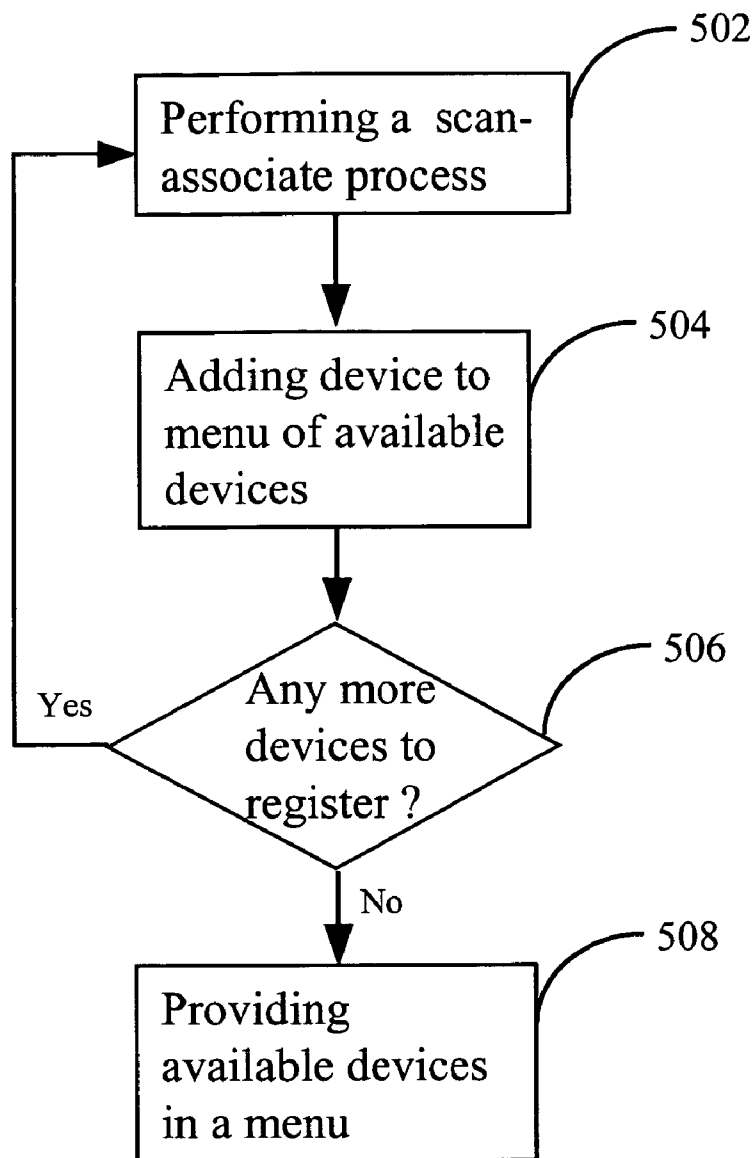 502
Performing a scan-
associate process
504
Adding device to
menu of available
devices
506
Yes
Any more
devices to
register ?
No
508
Providing
available devices
in a menu